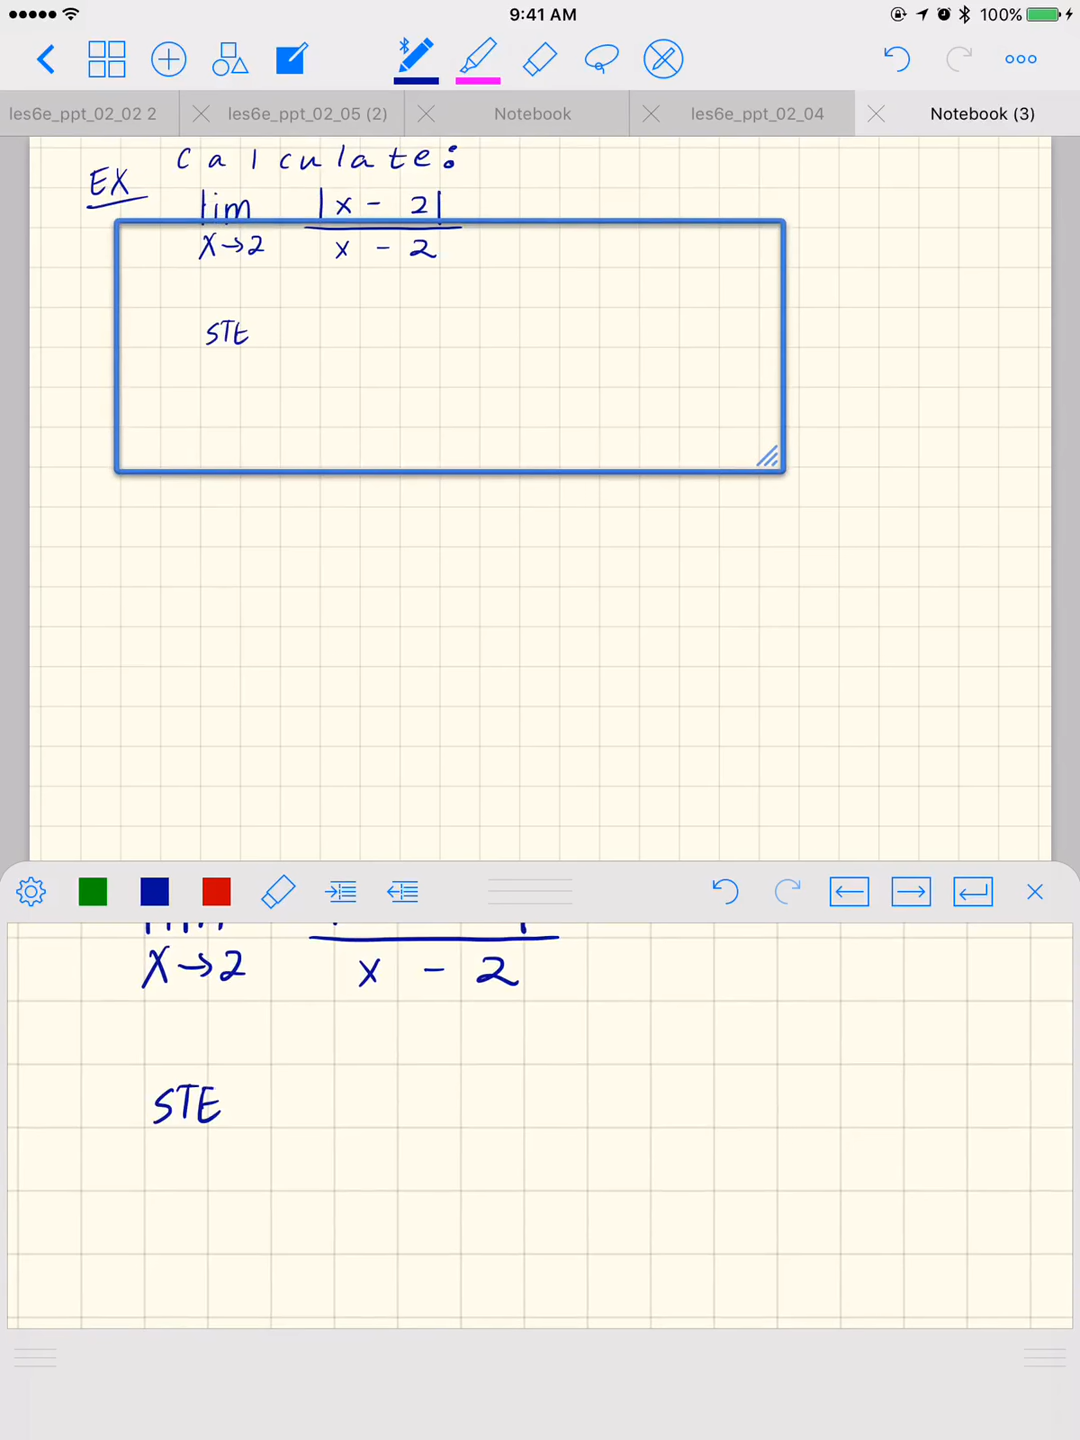 9:41 AM
100%
les6e_ppt_02_02 2
les6e_ppt_02_05 (2)
Notebook
les6e_ppt_02_04
Notebook (3)
EX
Calculate:
lim |x - 2|
x→2 x - 2
STE
x→2 x - 2
STE